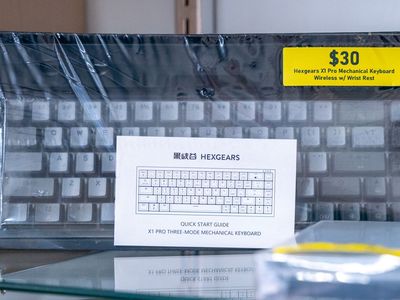 $30
Hexgears X1 Pro Mechanical Keyboard
Wireless w/ Wrist Rest
黑峡谷 HEXGEARS
QUICK START GUIDE
X1 PRO THREE-MODE MECHANICAL KEYBOARD